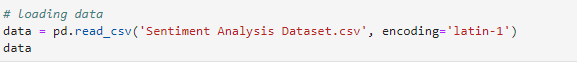 # Loading data
data = pd.read_csv('Sentiment Analysis Dataset.csv', encoding='latin-1')
data